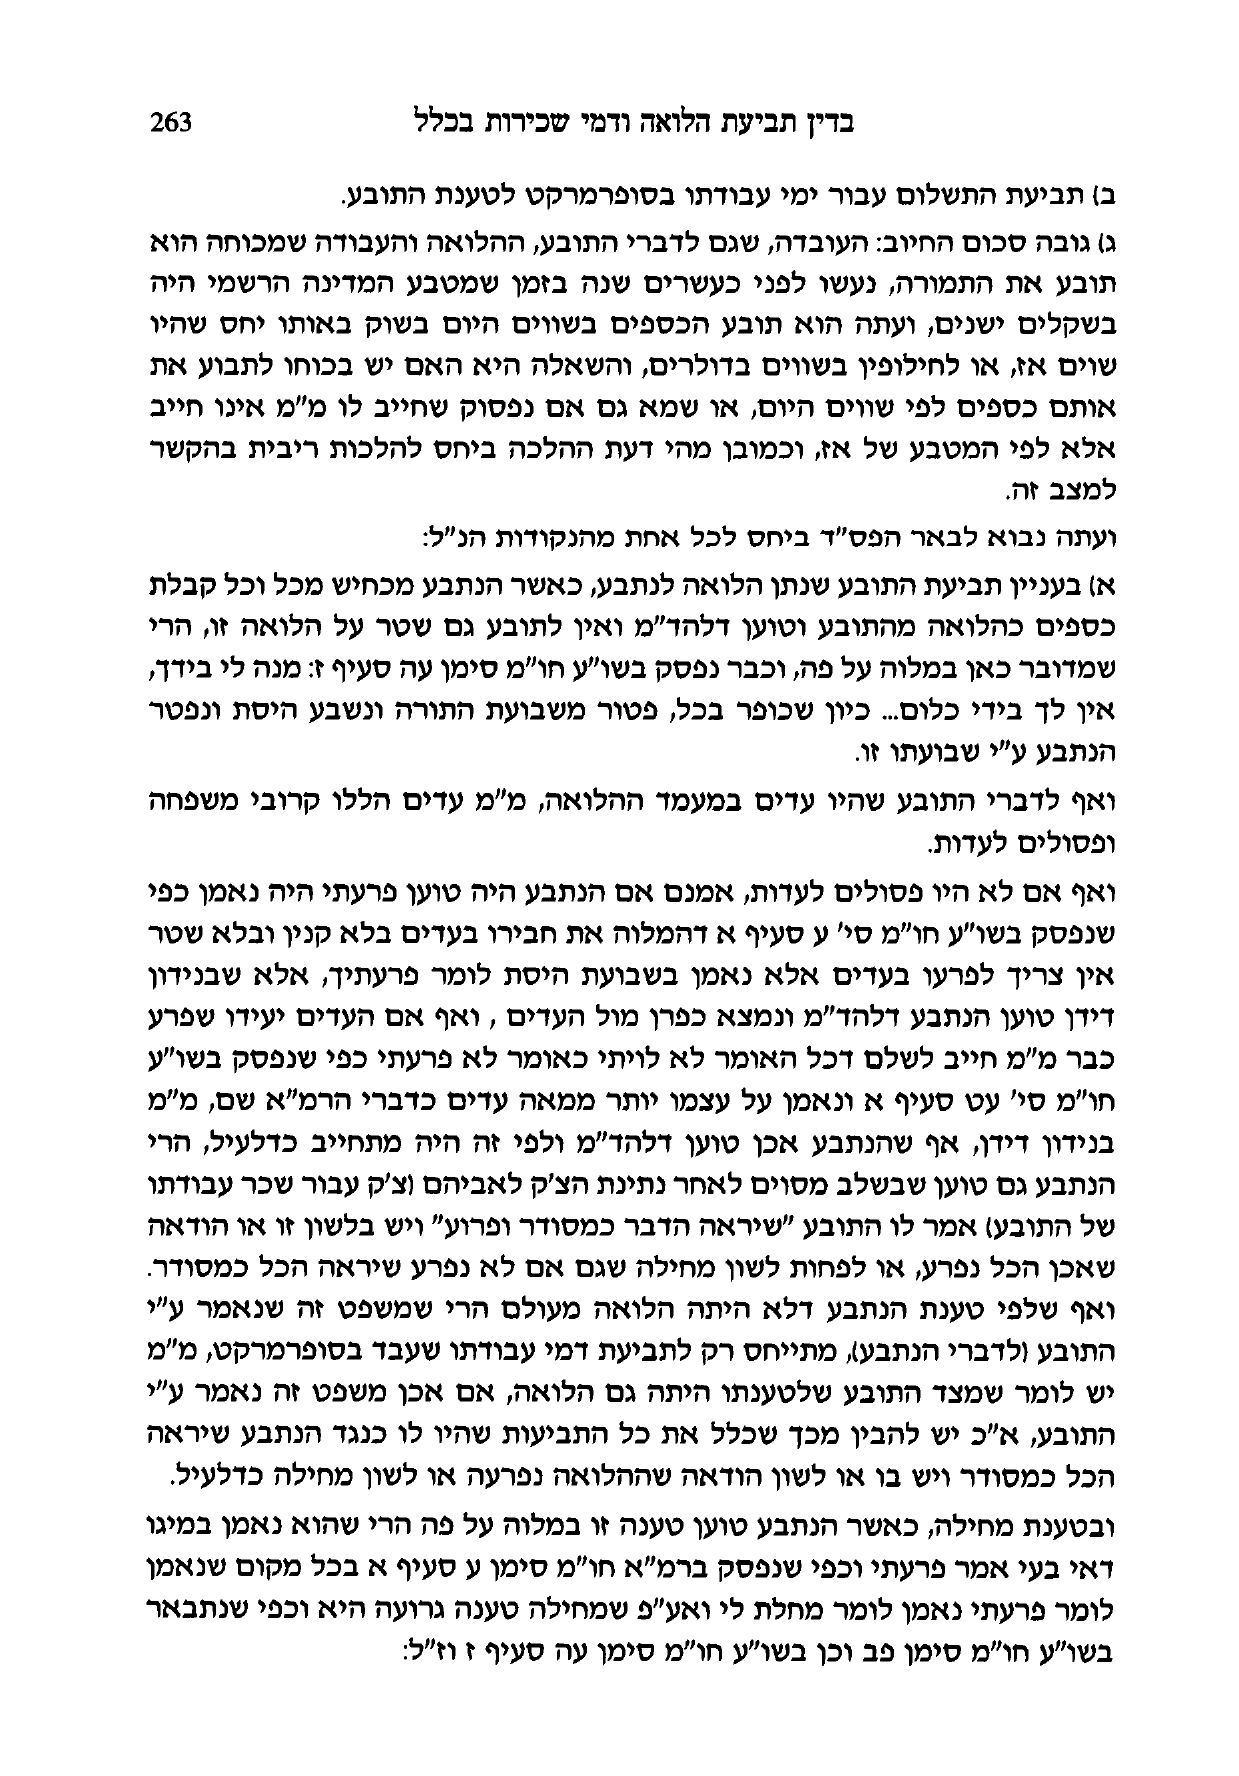 בדין תביעת הלואה ודמי שכירות בכלל 263
ב) תביעת התשלום עבור ימי עבודתו בסופרמרקט לטענת התובע.
ג) גובה סכום החיוב: העובדה, שגם לדברי התובע, ההלואה והעבודה שמכוחה הוא
תובע את התמורה, נעשו לפני כעשרים שנה בזמן שמטבע המדינה הרשמי היה
בשקלים ישנים, ועתה הוא תובע הכספים בשווים היום בשוק באותו יחס שהיו
שוים אז, או לחילופין בשווים בדולרים, והשאלה היא האם יש בכוחו לתבוע את
אותם כספים לפי שווים היום, או שמא גם אם נפסוק שחייב לו מ"מ אינו חייב
אלא לפי המטבע של אז, וכמובן מהי דעת ההלכה ביחס להלכות ריבית בהקשר
למצב זה.
ועתה נבוא לבאר הפס"ד ביחס לכל אחת מהנקודות הנ"ל:
א) בעניין תביעת התובע שנתן הלואה לנתבע, כאשר הנתבע מכחיש מכל וכל קבלת
כספים כהלואה מהתובע וטוען דלהד"מ ואין לתובע גם שטר על הלואה זו, הרי
שמדובר כאן במלוה על פה, וכבר נפסק בשו"ע חו"מ סימן עה סעיף ז: מנה לי בידך,
אין לך בידי כלום... כיון שכופר בכל, פטור משבועת התורה ונשבע היסת ונפטר
הנתבע ע"י שבועתו זו.
ואף לדברי התובע שהיו עדים במעמד ההלואה, מ"מ עדים הללו קרובי משפחה
ופסולים לעדות.
ואף אם לא היו פסולים לעדות, אמנם אם הנתבע היה טוען פרעתי היה נאמן כפי
שנפסק בשו"ע חו"מ סי' ע סעיף א דהמלוה את חבירו בעדים בלא קנין ובלא שטר
אין צריך לפרעו בעדים אלא נאמן בשבועת היסת לומר פרעתיך, אלא שבנידון
דידן טוען הנתבע דלהד"מ ונמצא כפרן מול העדים , ואף אם העדים יעידו שפרע
כבר מ"מ חייב לשלם דכל האומר לא לויתי כאומר לא פרעתי כפי שנפסק בשו"ע
חו"מ סי' עט סעיף א ונאמן על עצמו יותר ממאה עדים כדברי הרמ"א שם, מ"מ
בנידון דידן, אף שהנתבע אכן טוען דלהד"מ ולפי זה היה מתחייב כדלעיל, הרי
הנתבע גם טוען שבשלב מסוים לאחר נתינת הצ'ק לאביהם (צ'ק עבור שכר עבודתו
של התובע) אמר לו התובע "שיראה הדבר כמסודר ופרוע" ויש בלשון זו או הודאה
שאכן הכל נפרע, או לפחות לשון מחילה שגם אם לא נפרע שיראה הכל כמסודר.
ואף שלפי טענת הנתבע דלא היתה הלואה מעולם הרי שמשפט זה שנאמר ע"י
התובע (לדברי הנתבע), מתייחס רק לתביעת דמי עבודתו שעבד בסופרמרקט, מ"מ
יש לומר שמצד התובע שלטענתו היתה גם הלואה, אם אכן משפט זה נאמר ע"י
התובע, א"כ יש להבין מכך שכלל את כל התביעות שהיו לו כנגד הנתבע שיראה
הכל כמסודר ויש בו או לשון הודאה שההלואה נפרעה או לשון מחילה כדלעיל.
ובטענת מחילה, כאשר הנתבע טוען טענה זו במלוה על פה הרי שהוא נאמן במיגו
דאי בעי אמר פרעתי וכפי שנפסק ברמ"א חו"מ סימן ע סעיף א בכל מקום שנאמן
לומר פרעתי נאמן לומר מחלת לי ואע"פ שמחילה טענה גרועה היא וכפי שנתבאר
בשו"ע חו"מ סימן פב וכן בשו"ע חו"מ סימן עה סעיף ז וז"ל: